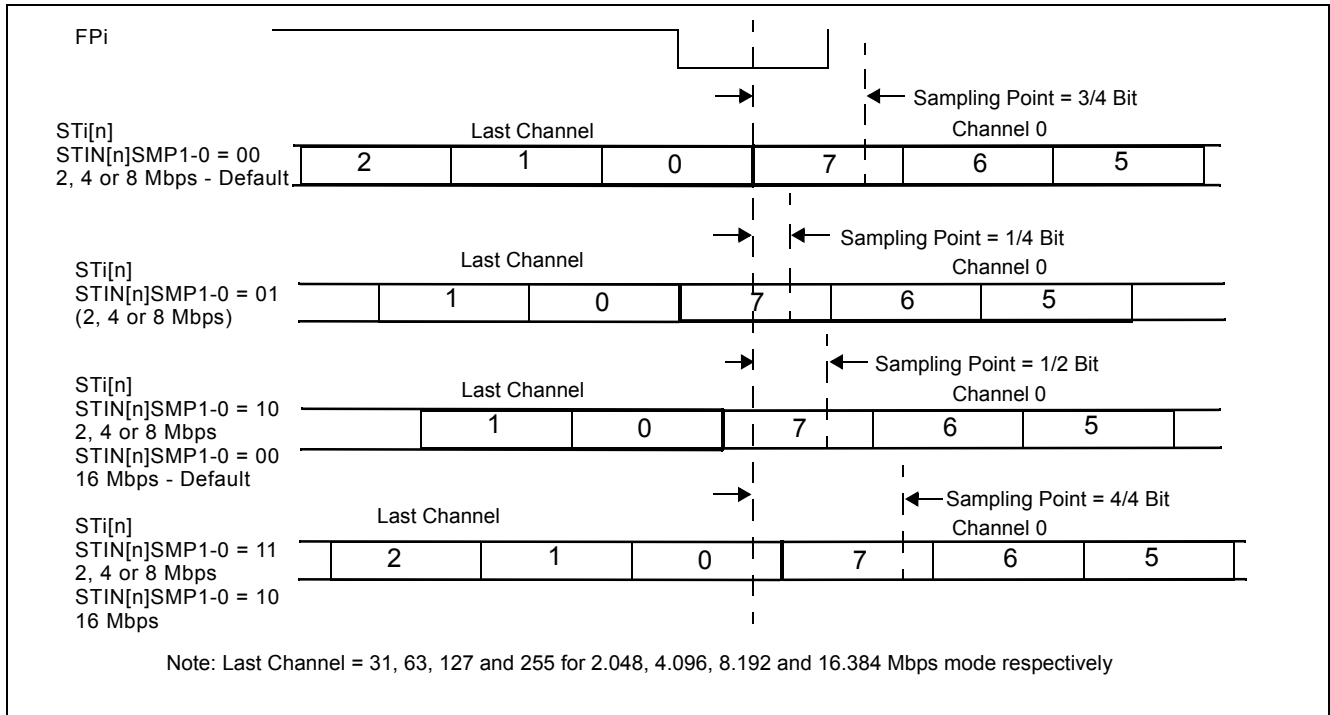 FPi
Sampling Point = 3/4 Bit
STi[n]
STIN[n]SMP1-0 = 00
2, 4 or 8 Mbps - Default
Last Channel
Channel 0
2 1 0 7 6 5
Sampling Point = 1/4 Bit
STi[n]
STIN[n]SMP1-0 = 01
(2, 4 or 8 Mbps)
Last Channel
Channel 0
1 0 7 6 5
Sampling Point = 1/2 Bit
STi[n]
STIN[n]SMP1-0 = 10
2, 4 or 8 Mbps
STIN[n]SMP1-0 = 00
16 Mbps - Default
Last Channel
Channel 0
1 0 7 6 5
Sampling Point = 4/4 Bit
STi[n]
STIN[n]SMP1-0 = 11
2, 4 or 8 Mbps
STIN[n]SMP1-0 = 10
16 Mbps
Last Channel
Channel 0
2 1 0 7 6 5
Note: Last Channel = 31, 63, 127 and 255 for 2.048, 4.096, 8.192 and 16.384 Mbps mode respectively